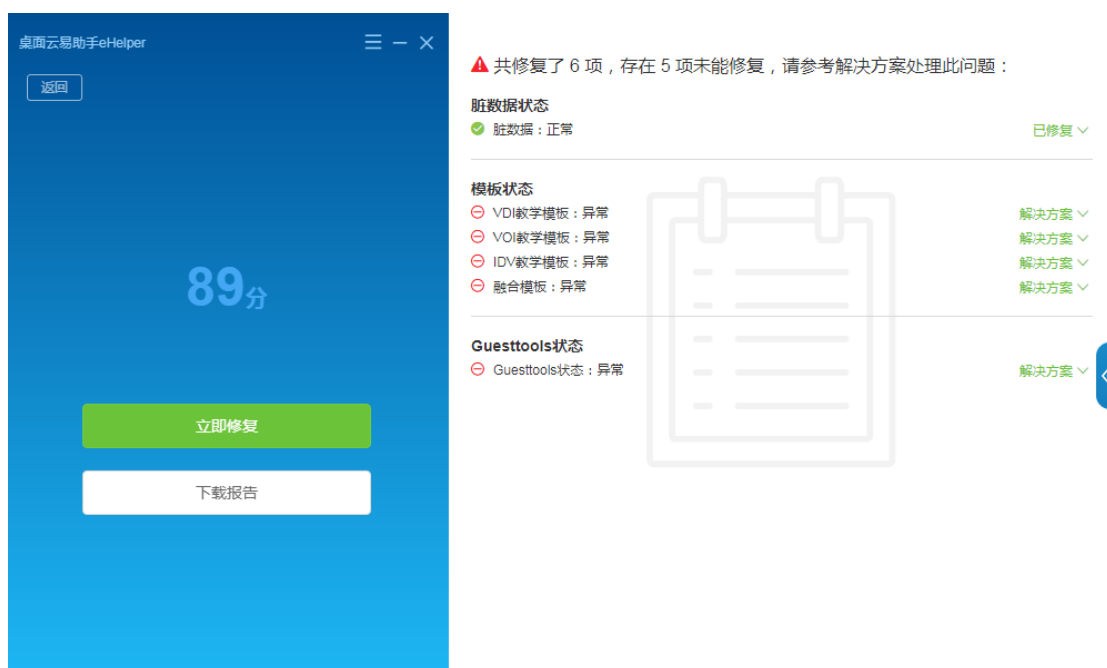 桌面云易助手eHelper
返回
89分
立即修复
下载报告
共修复了 6 项，存在 5 项未能修复，请参考解决方案处理此问题：
脏数据状态
脏数据：正常 已修复
模板状态
VDI教学模板：异常 解决方案
VOI教学模板：异常 解决方案
IDV教学模板：异常 解决方案
融合模板：异常 解决方案
Guesttools状态
Guesttools状态：异常 解决方案